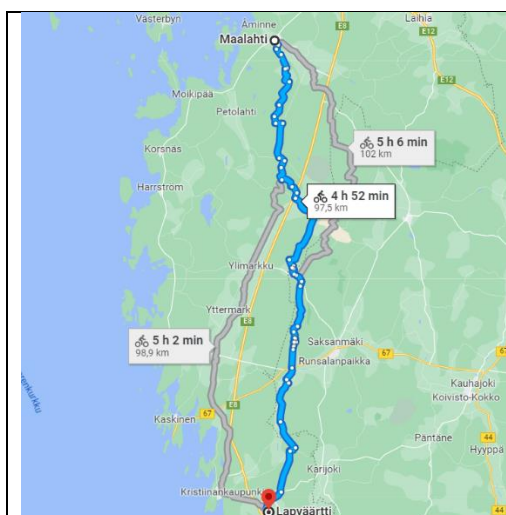 Västerbyn
Åminne
Laihia
Maalahti
E8
E12
Moikipää
Petolahti
E12
5 h 6 min
102 km
Korsnäs
Harrström
4 h 52 min
97,5 km
Ylimarkku
Yttermark
E8
5 h 2 min
98,9 km
Saksanmäki
67
Runsalanpaikka
67
Kauhajoki
Koivisto-Kokko
E8
67
Kaskinen
44
Päntäne
Hyyppä
Karijoki
44
Kristiinankaupunki
Lapväärtti